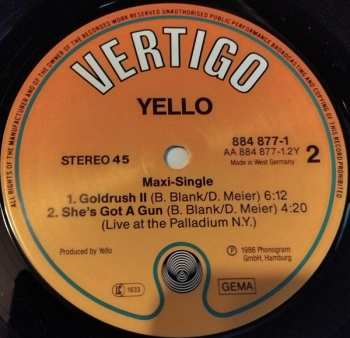 ALL RIGHTS OF THE MANUFACTURER AND OF THE OWNER OF THE RECORDED WORK RESERVED UNAUTHORISED PUBLIC PERFORMANCE BROADCASTING AND COPYING OF THIS RECORD PROHIBITED
VERTIGO
YELLO
884 877-1
AA 884 877-1.2Y
STEREO 45
Made in West Germany
2
Maxi-Single
1. Goldrush II (B. Blank/D. Meier) 6:12
2. She's Got A Gun (B. Blank/D. Meier) 4:20
(Live at the Palladium N.Y.)
Produced by Yello
℗ 1986 Phonogram
GmbH, Hamburg
LC 1633
GEMA